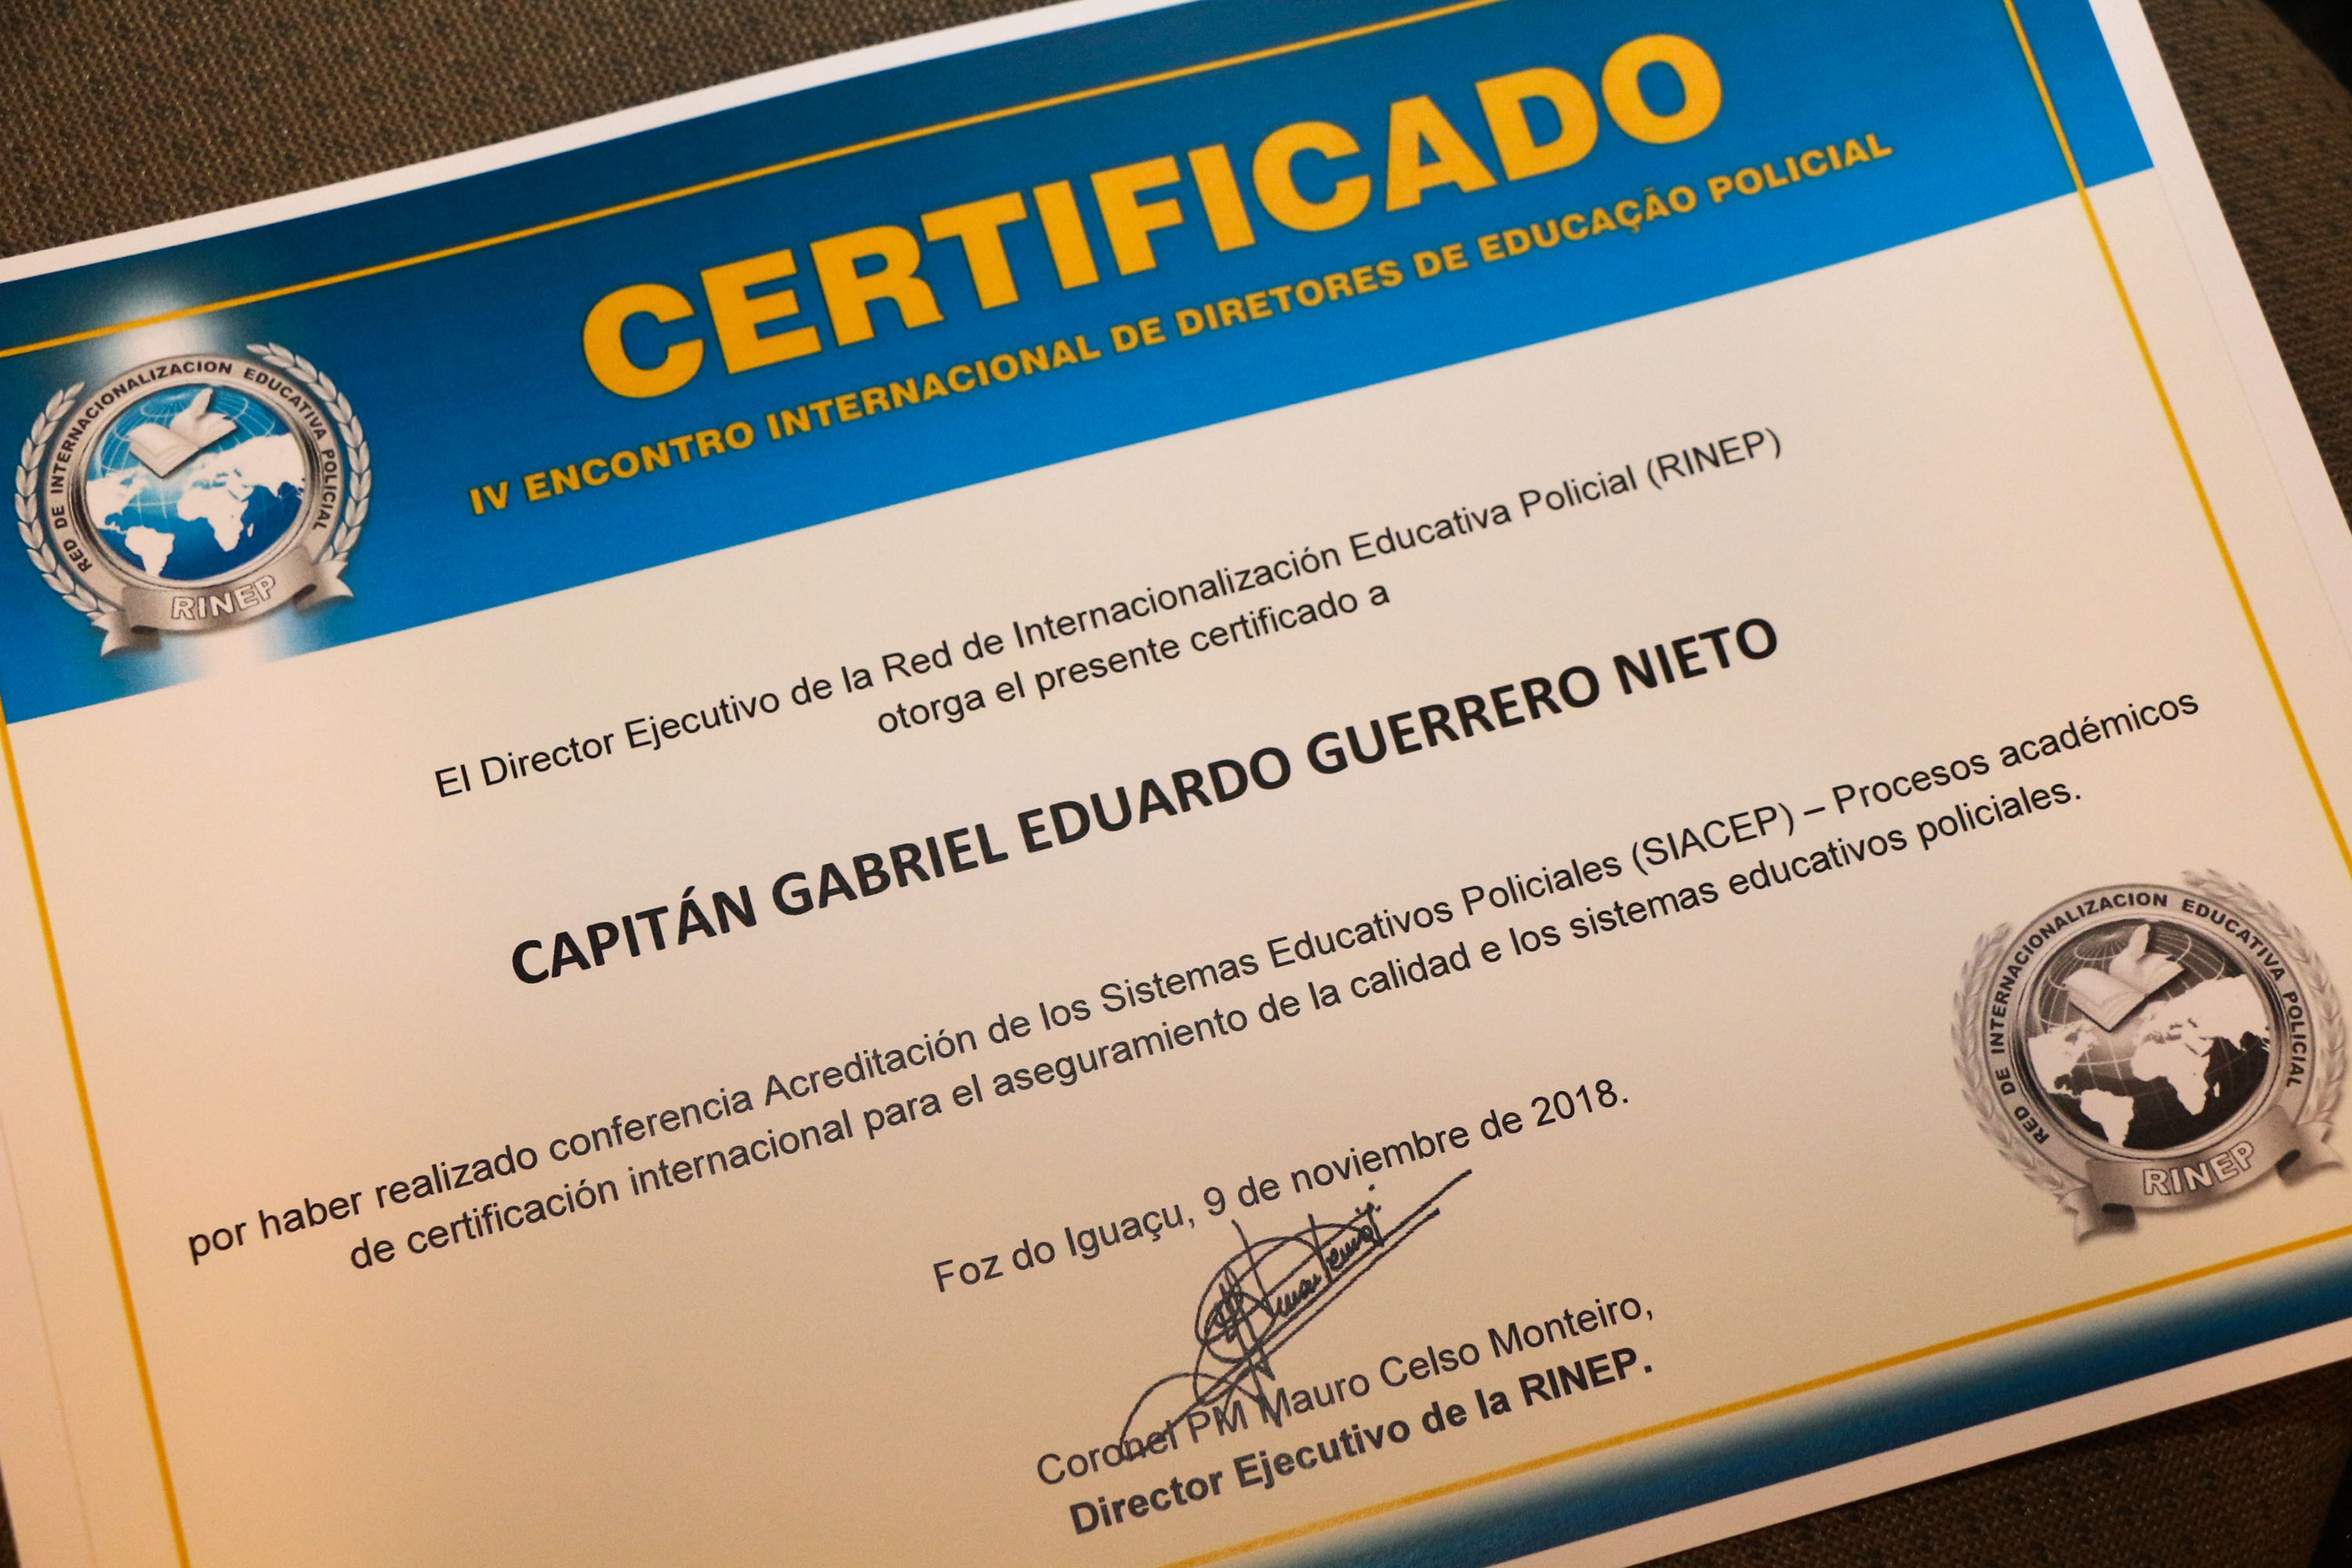 CERTIFICADO
IV ENCONTRO INTERNACIONAL DE DIRETORES DE EDUCAÇÃO POLICIAL
RED DE INTERNACIONALIZACION EDUCATIVA POLICIAL
RINEP
El Director Ejecutivo de la Red de Internacionalización Educativa Policial (RINEP)
otorga el presente certificado a
CAPITÁN GABRIEL EDUARDO GUERRERO NIETO
por haber realizado conferencia Acreditación de los Sistemas Educativos Policiales (SIACEP) – Procesos académicos
de certificación internacional para el aseguramiento de la calidad e los sistemas educativos policiales.
Foz do Iguaçu, 9 de noviembre de 2018.
Coronel PM Mauro Celso Monteiro,
Director Ejecutivo de la RINEP.
RED DE INTERNACIONALIZACION EDUCATIVA POLICIAL
RINEP